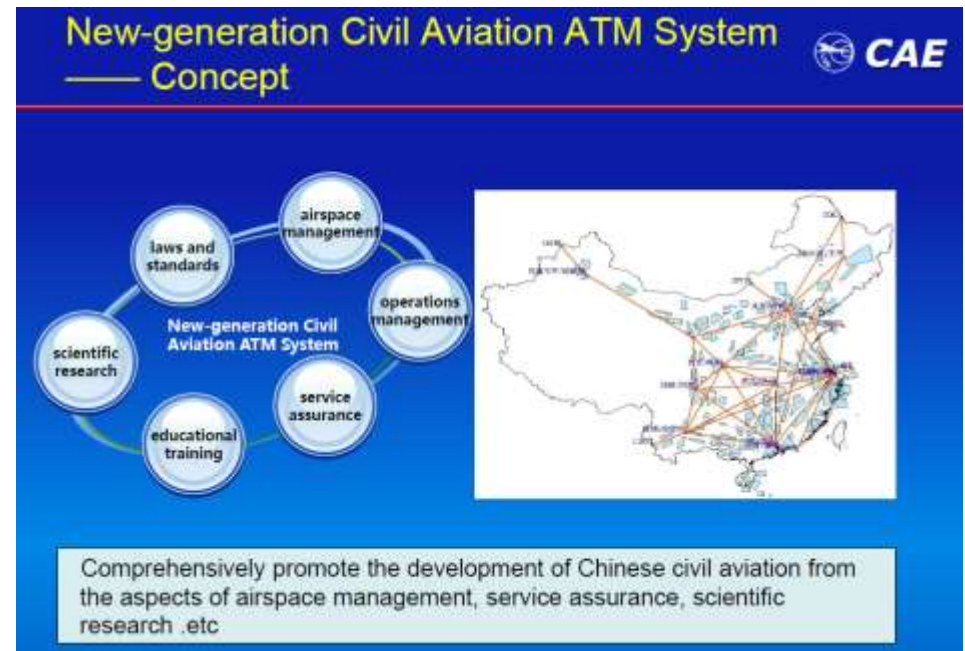 New-generation Civil Aviation ATM System
—— Concept
CAE
airspace
management
laws and
standards
operations
management
New-generation Civil
Aviation ATM System
scientific
research
service
assurance
educational
training
Comprehensively promote the development of Chinese civil aviation from
the aspects of airspace management, service assurance, scientific
research .etc